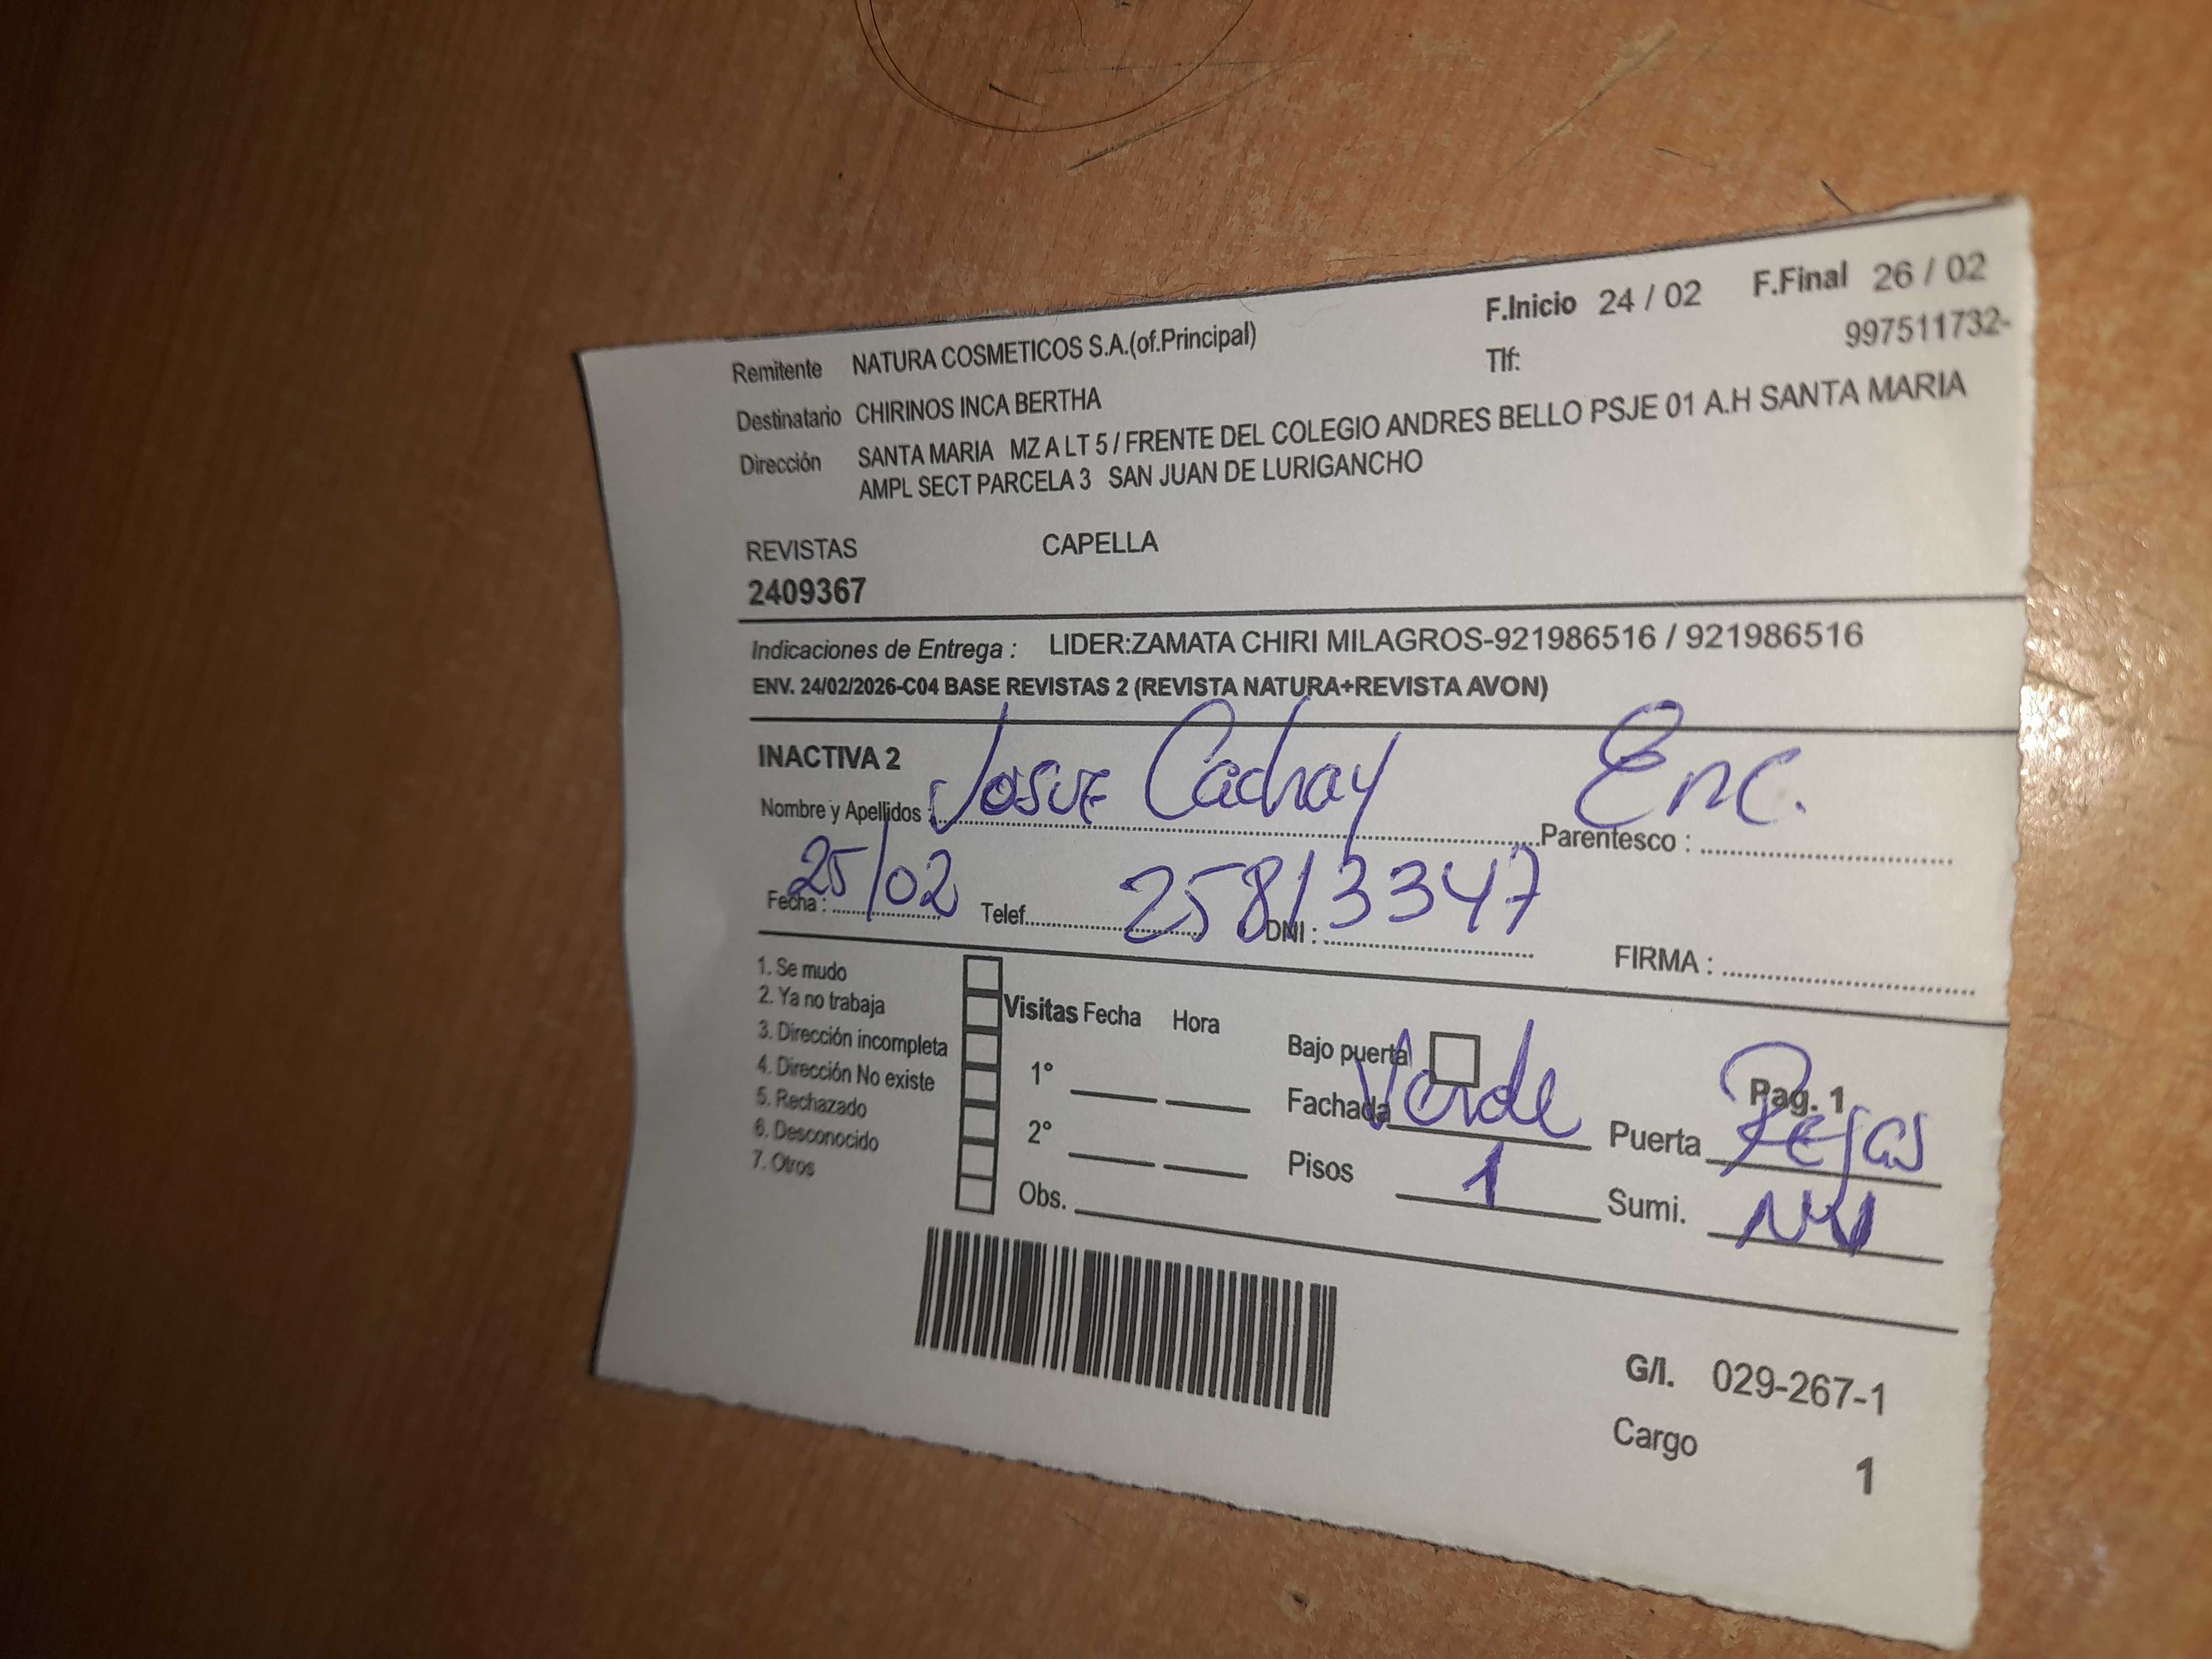 F.Inicio 24 / 02 F.Final 26 / 02
Remitente NATURA COSMETICOS S.A.(of.Principal) Tlf: 997511732-
Destinatario CHIRINOS INCA BERTHA
Dirección SANTA MARIA MZ A LT 5 / FRENTE DEL COLEGIO ANDRES BELLO PSJE 01 A.H SANTA MARIA
AMPL SECT PARCELA 3 SAN JUAN DE LURIGANCHO
REVISTAS CAPELLA
2409367
Indicaciones de Entrega : LIDER:ZAMATA CHIRI MILAGROS-921986516 / 921986516
ENV. 24/02/2026-C04 BASE REVISTAS 2 (REVISTA NATURA+REVISTA AVON)
INACTIVA 2
Nombre y Apellidos : Josue Cachay Parentesco : Enc.
Fecha : 25/02 Telef. DNI : 25813347 FIRMA :
1. Se mudo
2. Ya no trabaja
3. Dirección incompleta
4. Dirección No existe
5. Rechazado
6. Desconocido
7. Otros
Visitas Fecha Hora
1°
2°
Obs.
Bajo puerta Pag. 1
Fachada Verde Puerta Rejas
Pisos 1 Sumi.
G/I. 029-267-1
Cargo 1